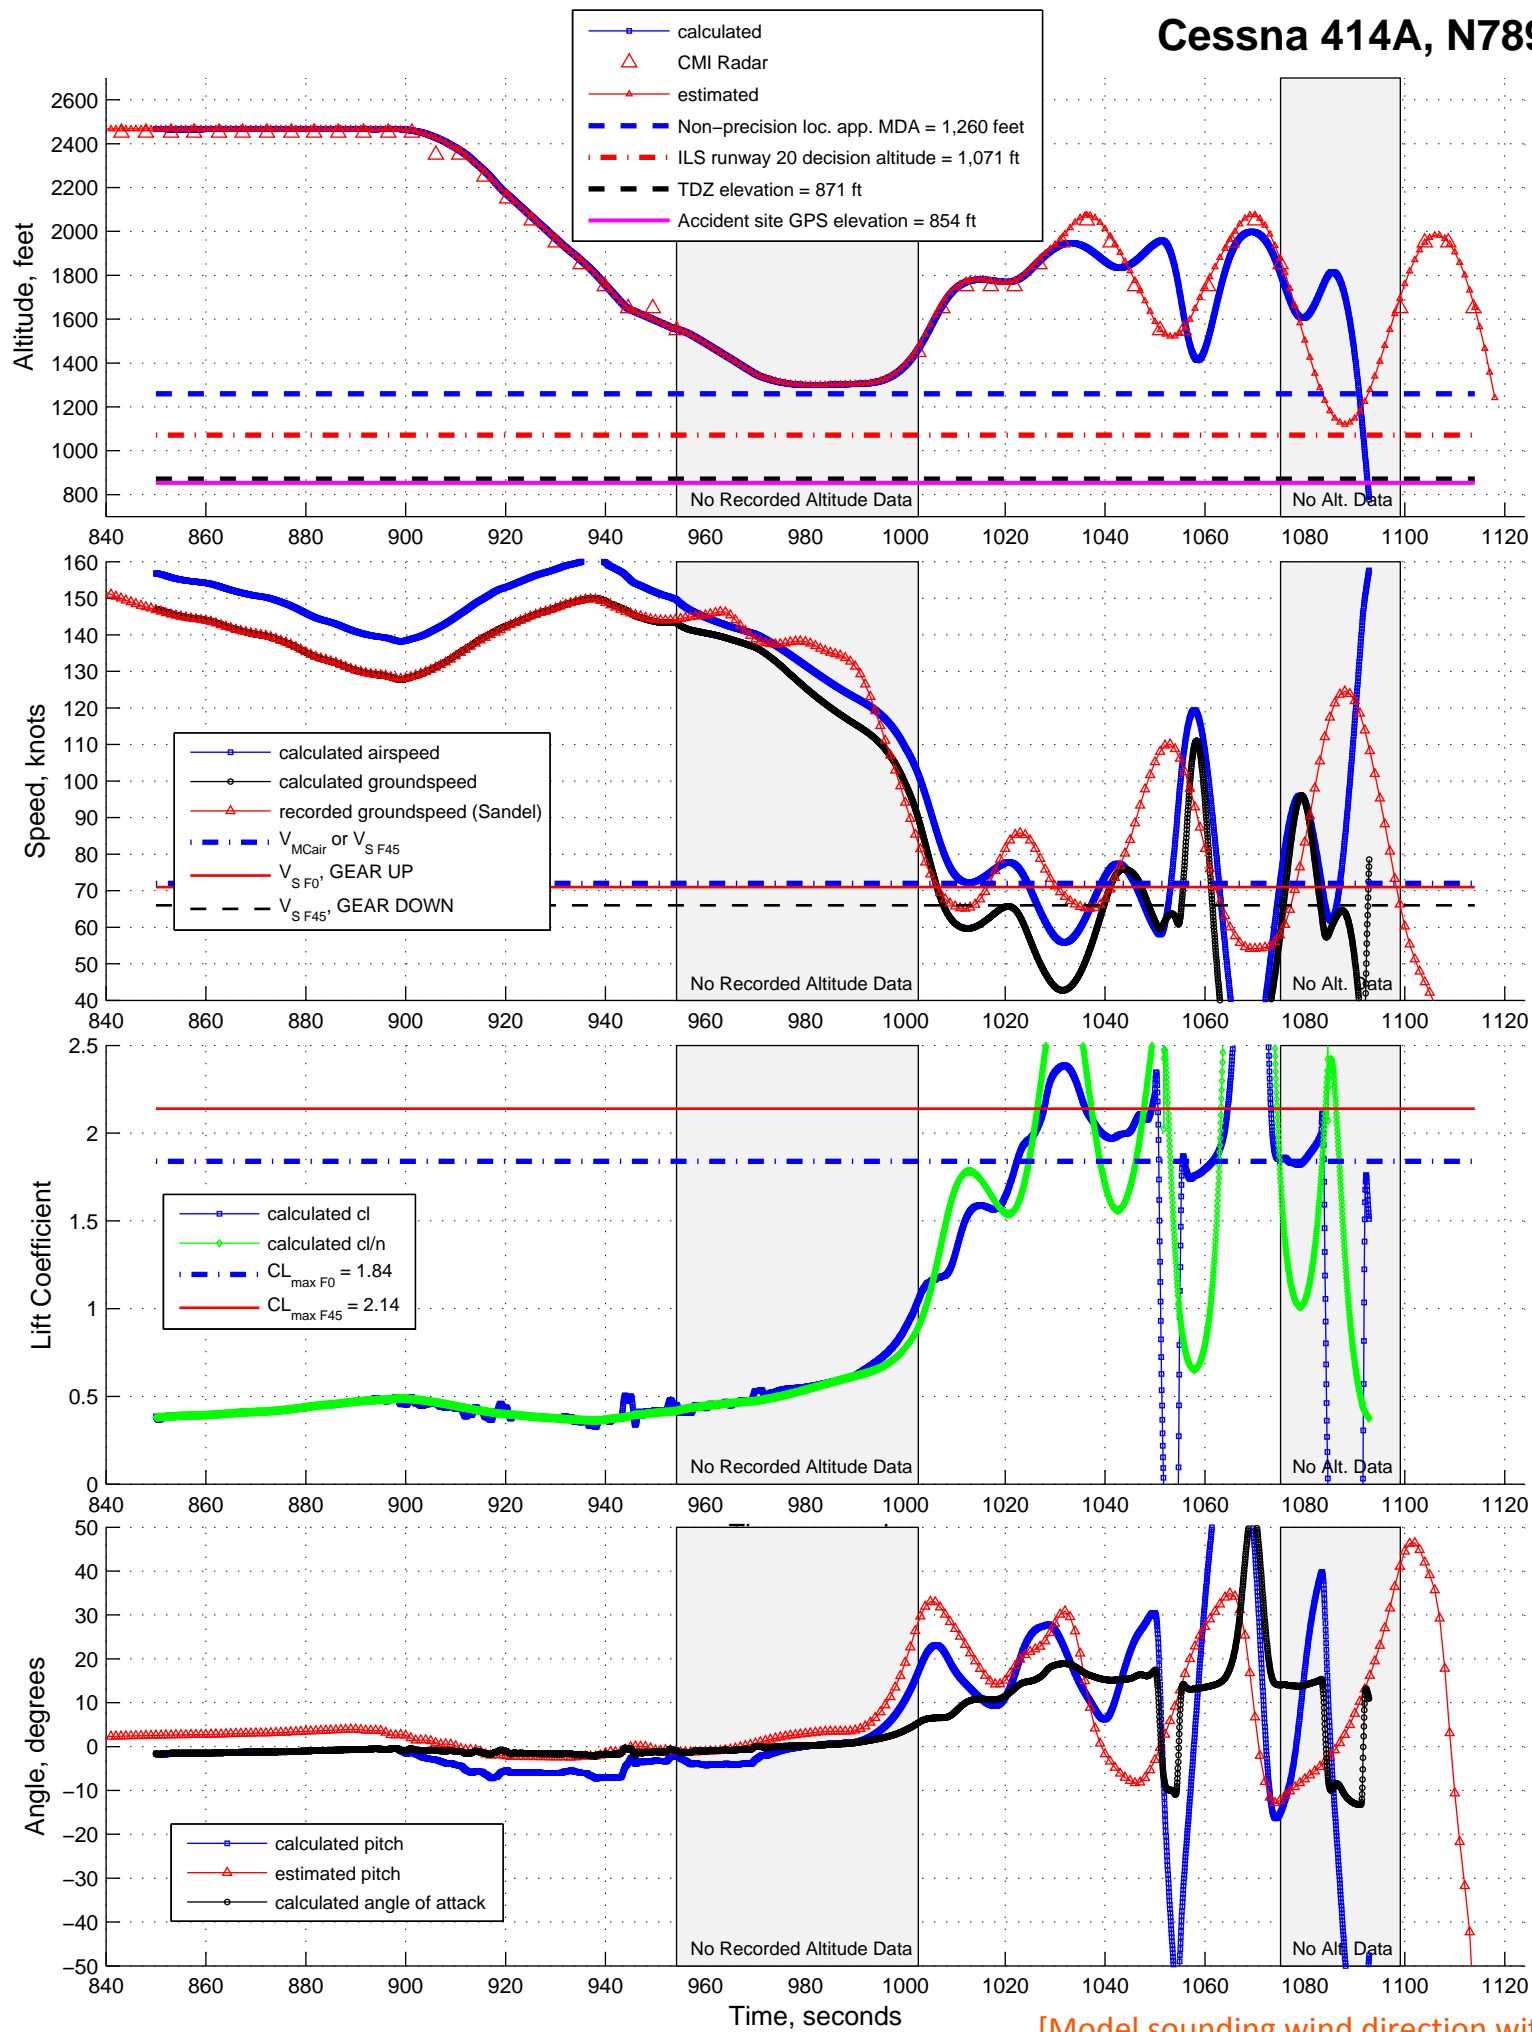 Cessna 414A, N789
calculated
CMI Radar
estimated
Non−precision loc. app. MDA = 1,260 feet
ILS runway 20 decision altitude = 1,071 ft
TDZ elevation = 871 ft
Accident site GPS elevation = 854 ft
Altitude, feet
2600
2400
2200
2000
1800
1600
1400
1200
1000
800
No Recorded Altitude Data
No Alt. Data
840 860 880 900 920 940 960 980 1000 1020 1040 1060 1080 1100 1120
Speed, knots
160
150
140
130
120
110
100
90
80
70
60
50
40
calculated airspeed
calculated groundspeed
recorded groundspeed (Sandel)
VMCair or VS F45
VS F0, GEAR UP
VS F45, GEAR DOWN
No Recorded Altitude Data
No Alt. Data
840 860 880 900 920 940 960 980 1000 1020 1040 1060 1080 1100 1120
Lift Coefficient
2.5
2
1.5
1
0.5
0
calculated cl
calculated cl/n
CLmax F0 = 1.84
CLmax F45 = 2.14
No Recorded Altitude Data
No Alt. Data
840 860 880 900 920 940 960 980 1000 1020 1040 1060 1080 1100 1120
Angle, degrees
50
40
30
20
10
0
−10
−20
−30
−40
−50
calculated pitch
estimated pitch
calculated angle of attack
No Recorded Altitude Data
No Alt. Data
840 860 880 900 920 940 960 980 1000 1020 1040 1060 1080 1100 1120
Time, seconds
[Model sounding wind direction wit